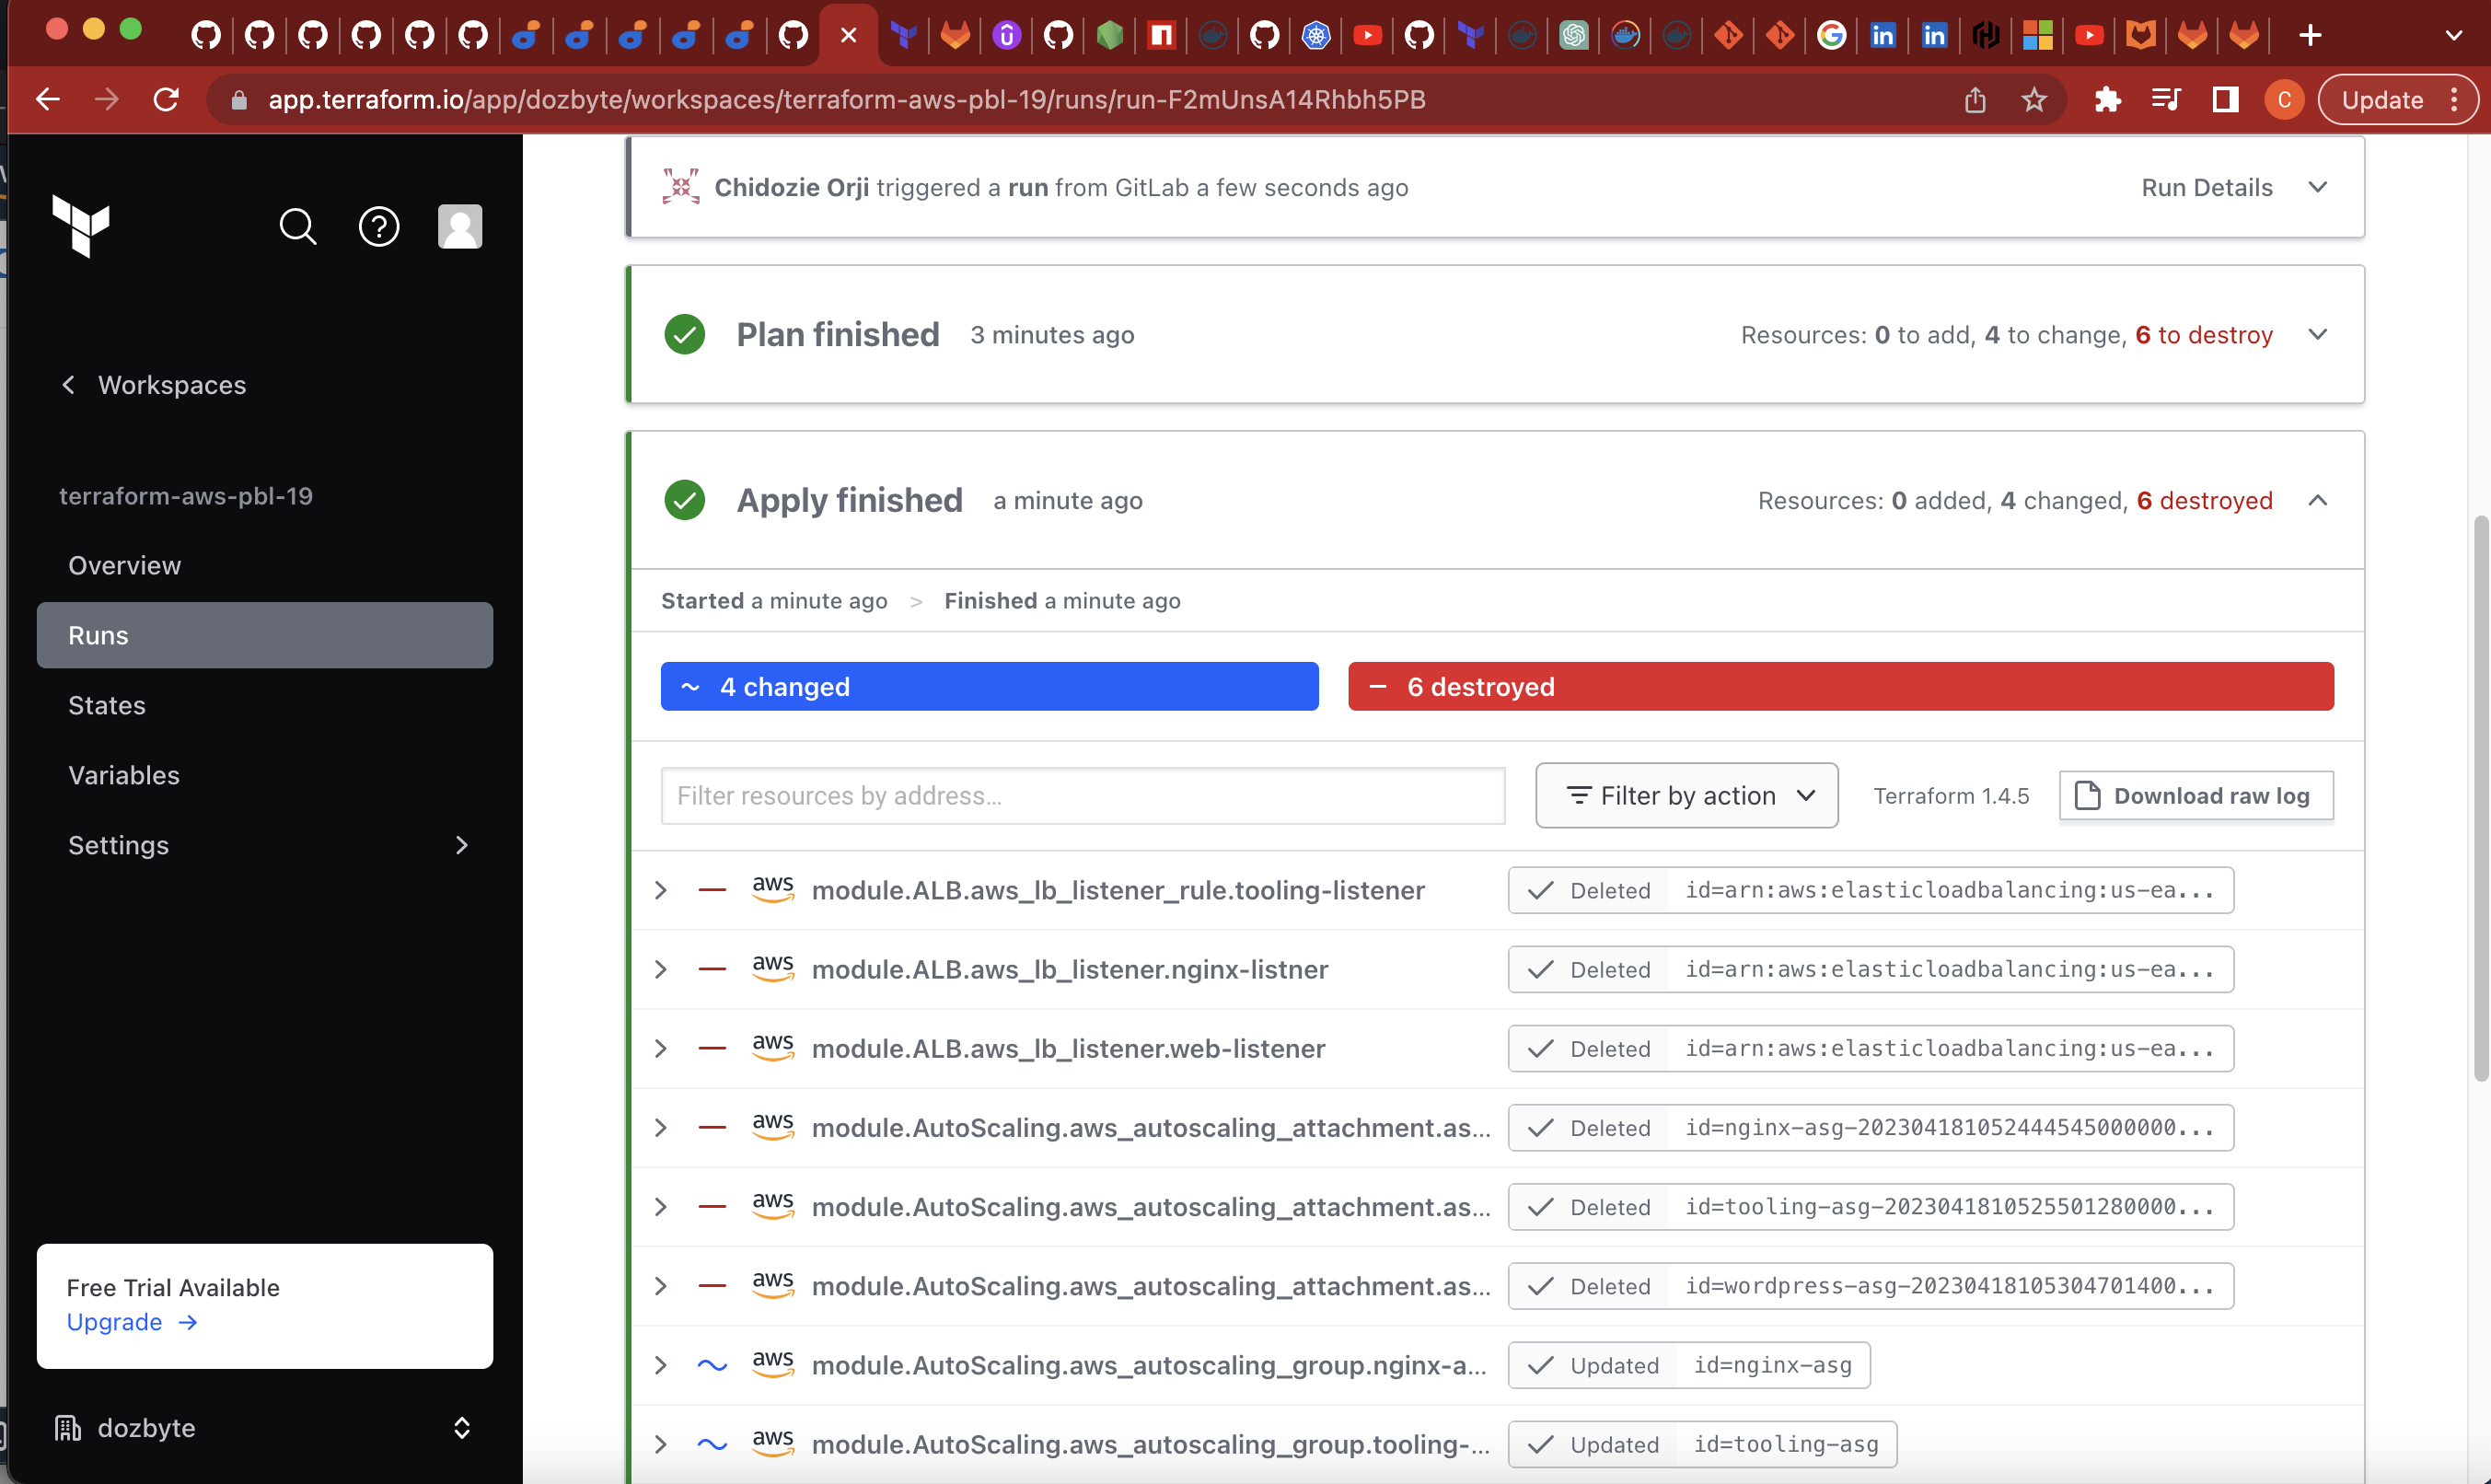 app.terraform.io/app/dozbyte/workspaces/terraform-aws-pbl-19/runs/run-F2mUnsA14Rhbh5PB
C
Update
Workspaces
terraform-aws-pbl-19
Overview
Runs
States
Variables
Settings
Free Trial Available
Upgrade →
dozbyte
Chidozie Orji triggered a run from GitLab a few seconds ago
Run Details
Plan finished 3 minutes ago
Resources: 0 to add, 4 to change, 6 to destroy
Apply finished a minute ago
Resources: 0 added, 4 changed, 6 destroyed
Started a minute ago > Finished a minute ago
~ 4 changed
− 6 destroyed
Filter resources by address...
Filter by action
Terraform 1.4.5
Download raw log
aws module.ALB.aws_lb_listener_rule.tooling-listener Deleted id=arn:aws:elasticloadbalancing:us-ea...
aws module.ALB.aws_lb_listener.nginx-listner Deleted id=arn:aws:elasticloadbalancing:us-ea...
aws module.ALB.aws_lb_listener.web-listener Deleted id=arn:aws:elasticloadbalancing:us-ea...
aws module.AutoScaling.aws_autoscaling_attachment.as... Deleted id=nginx-asg-202304181052444545000000...
aws module.AutoScaling.aws_autoscaling_attachment.as... Deleted id=tooling-asg-2023041810525501280000...
aws module.AutoScaling.aws_autoscaling_attachment.as... Deleted id=wordpress-asg-20230418105304701400...
aws module.AutoScaling.aws_autoscaling_group.nginx-a... Updated id=nginx-asg
aws module.AutoScaling.aws_autoscaling_group.tooling-... Updated id=tooling-asg